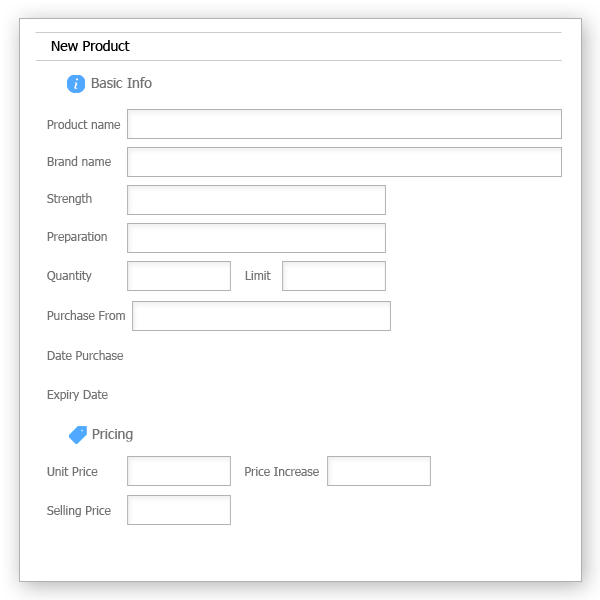 New Product
Basic Info
Product name
Brand name
Strength
Preparation
Quantity Limit
Purchase From
Date Purchase
Expiry Date
Pricing
Unit Price Price Increase
Selling Price